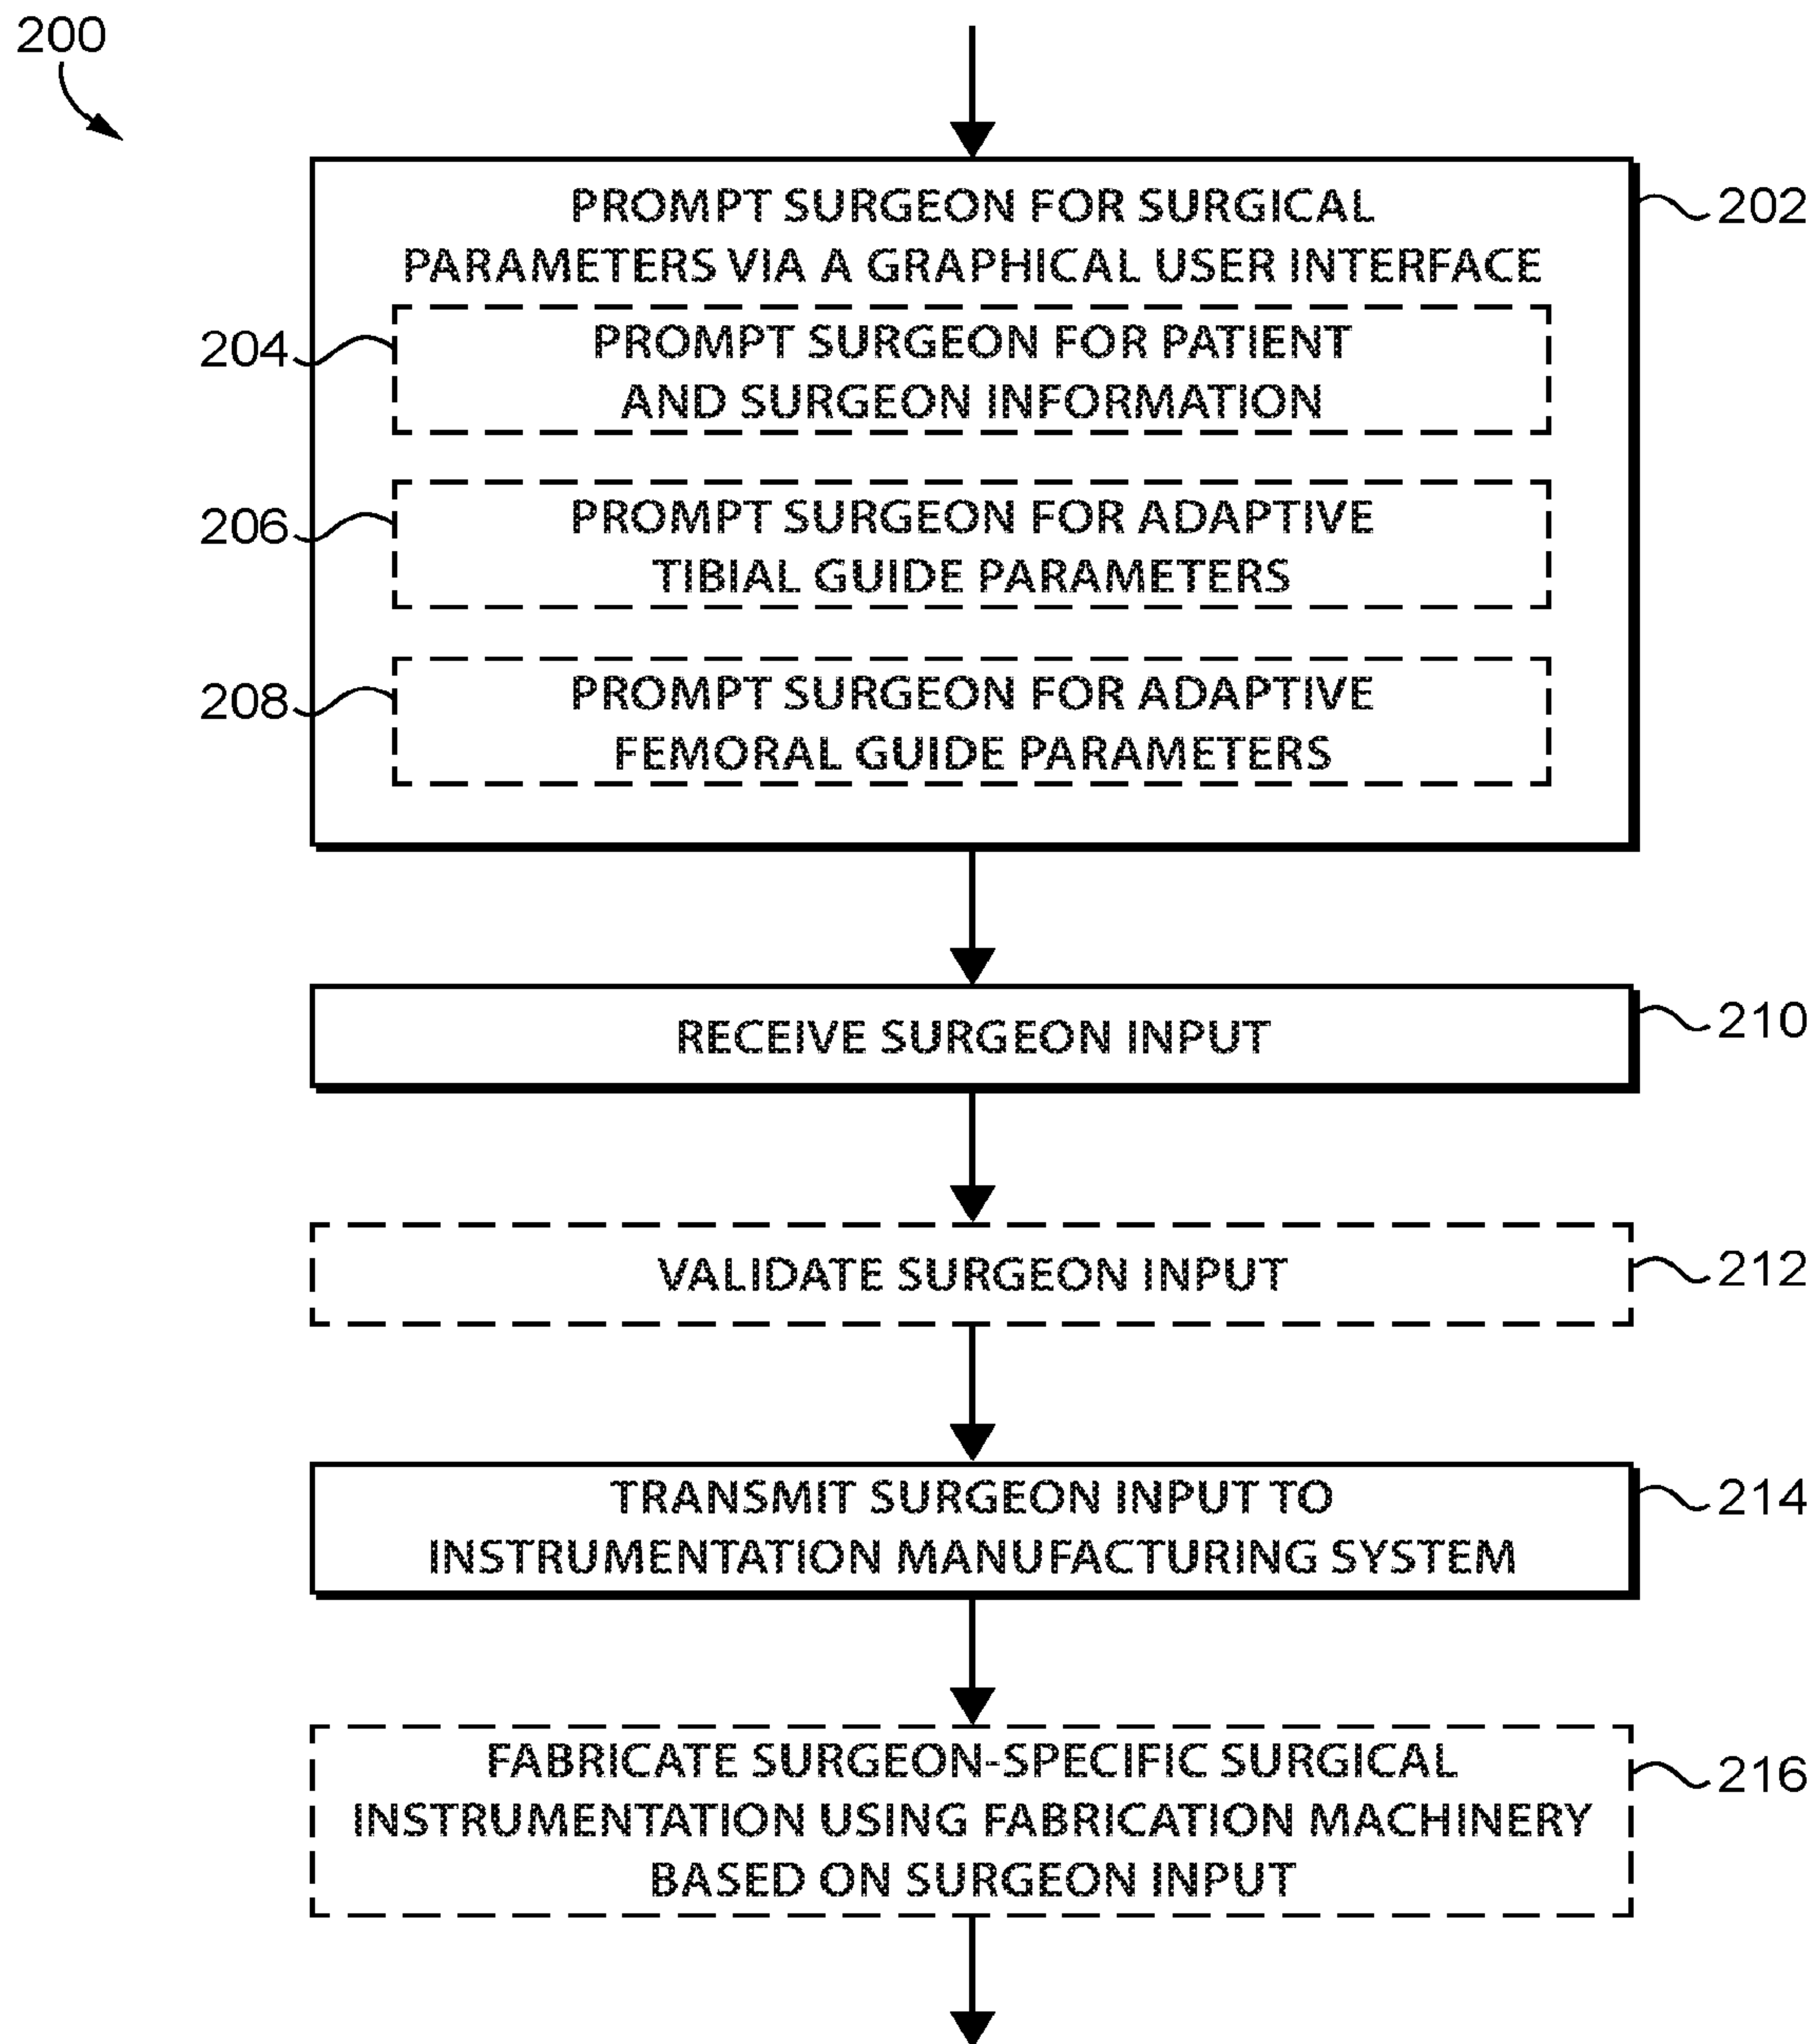 200
PROMPT SURGEON FOR SURGICAL
PARAMETERS VIA A GRAPHICAL USER INTERFACE
202
204
PROMPT SURGEON FOR PATIENT
AND SURGEON INFORMATION
206
PROMPT SURGEON FOR ADAPTIVE
TIBIAL GUIDE PARAMETERS
208
PROMPT SURGEON FOR ADAPTIVE
FEMORAL GUIDE PARAMETERS
RECEIVE SURGEON INPUT
210
VALIDATE SURGEON INPUT
212
TRANSMIT SURGEON INPUT TO
INSTRUMENTATION MANUFACTURING SYSTEM
214
FABRICATE SURGEON-SPECIFIC SURGICAL
INSTRUMENTATION USING FABRICATION MACHINERY
BASED ON SURGEON INPUT
216